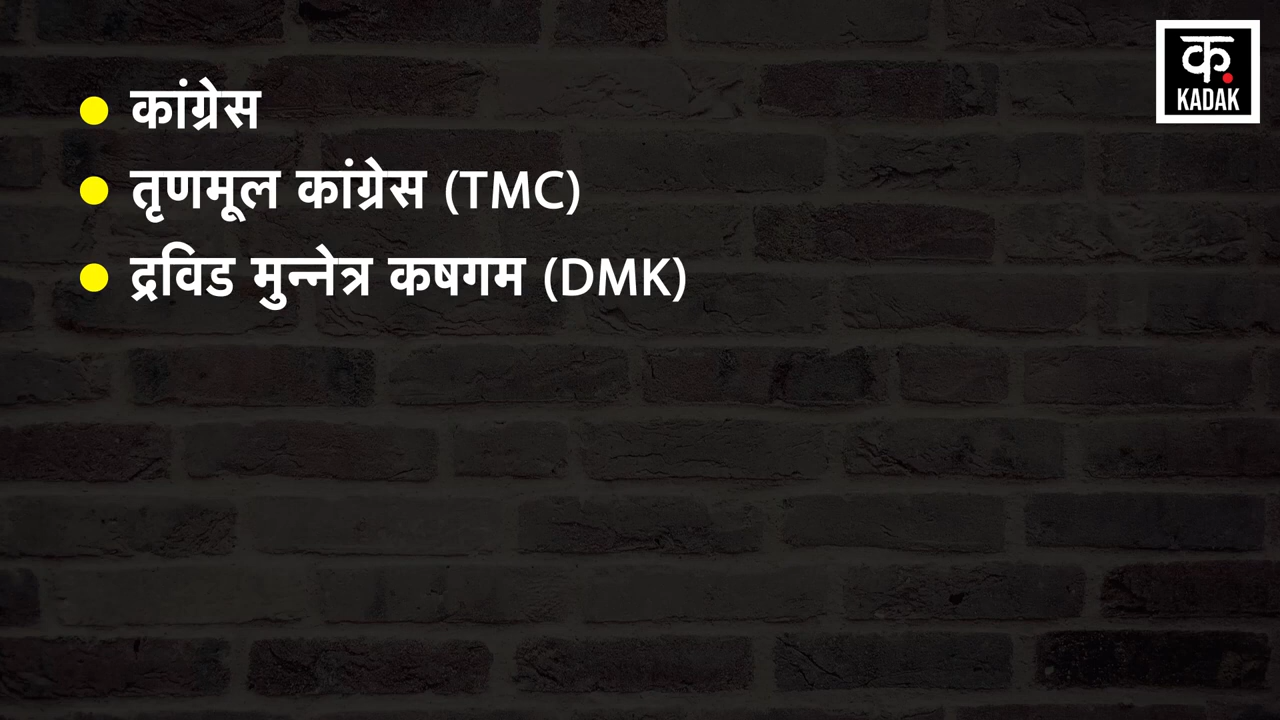 क.
KADAK
कांग्रेस
तृणमूल कांग्रेस (TMC)
द्रविड मुन्नेत्र कषगम (DMK)